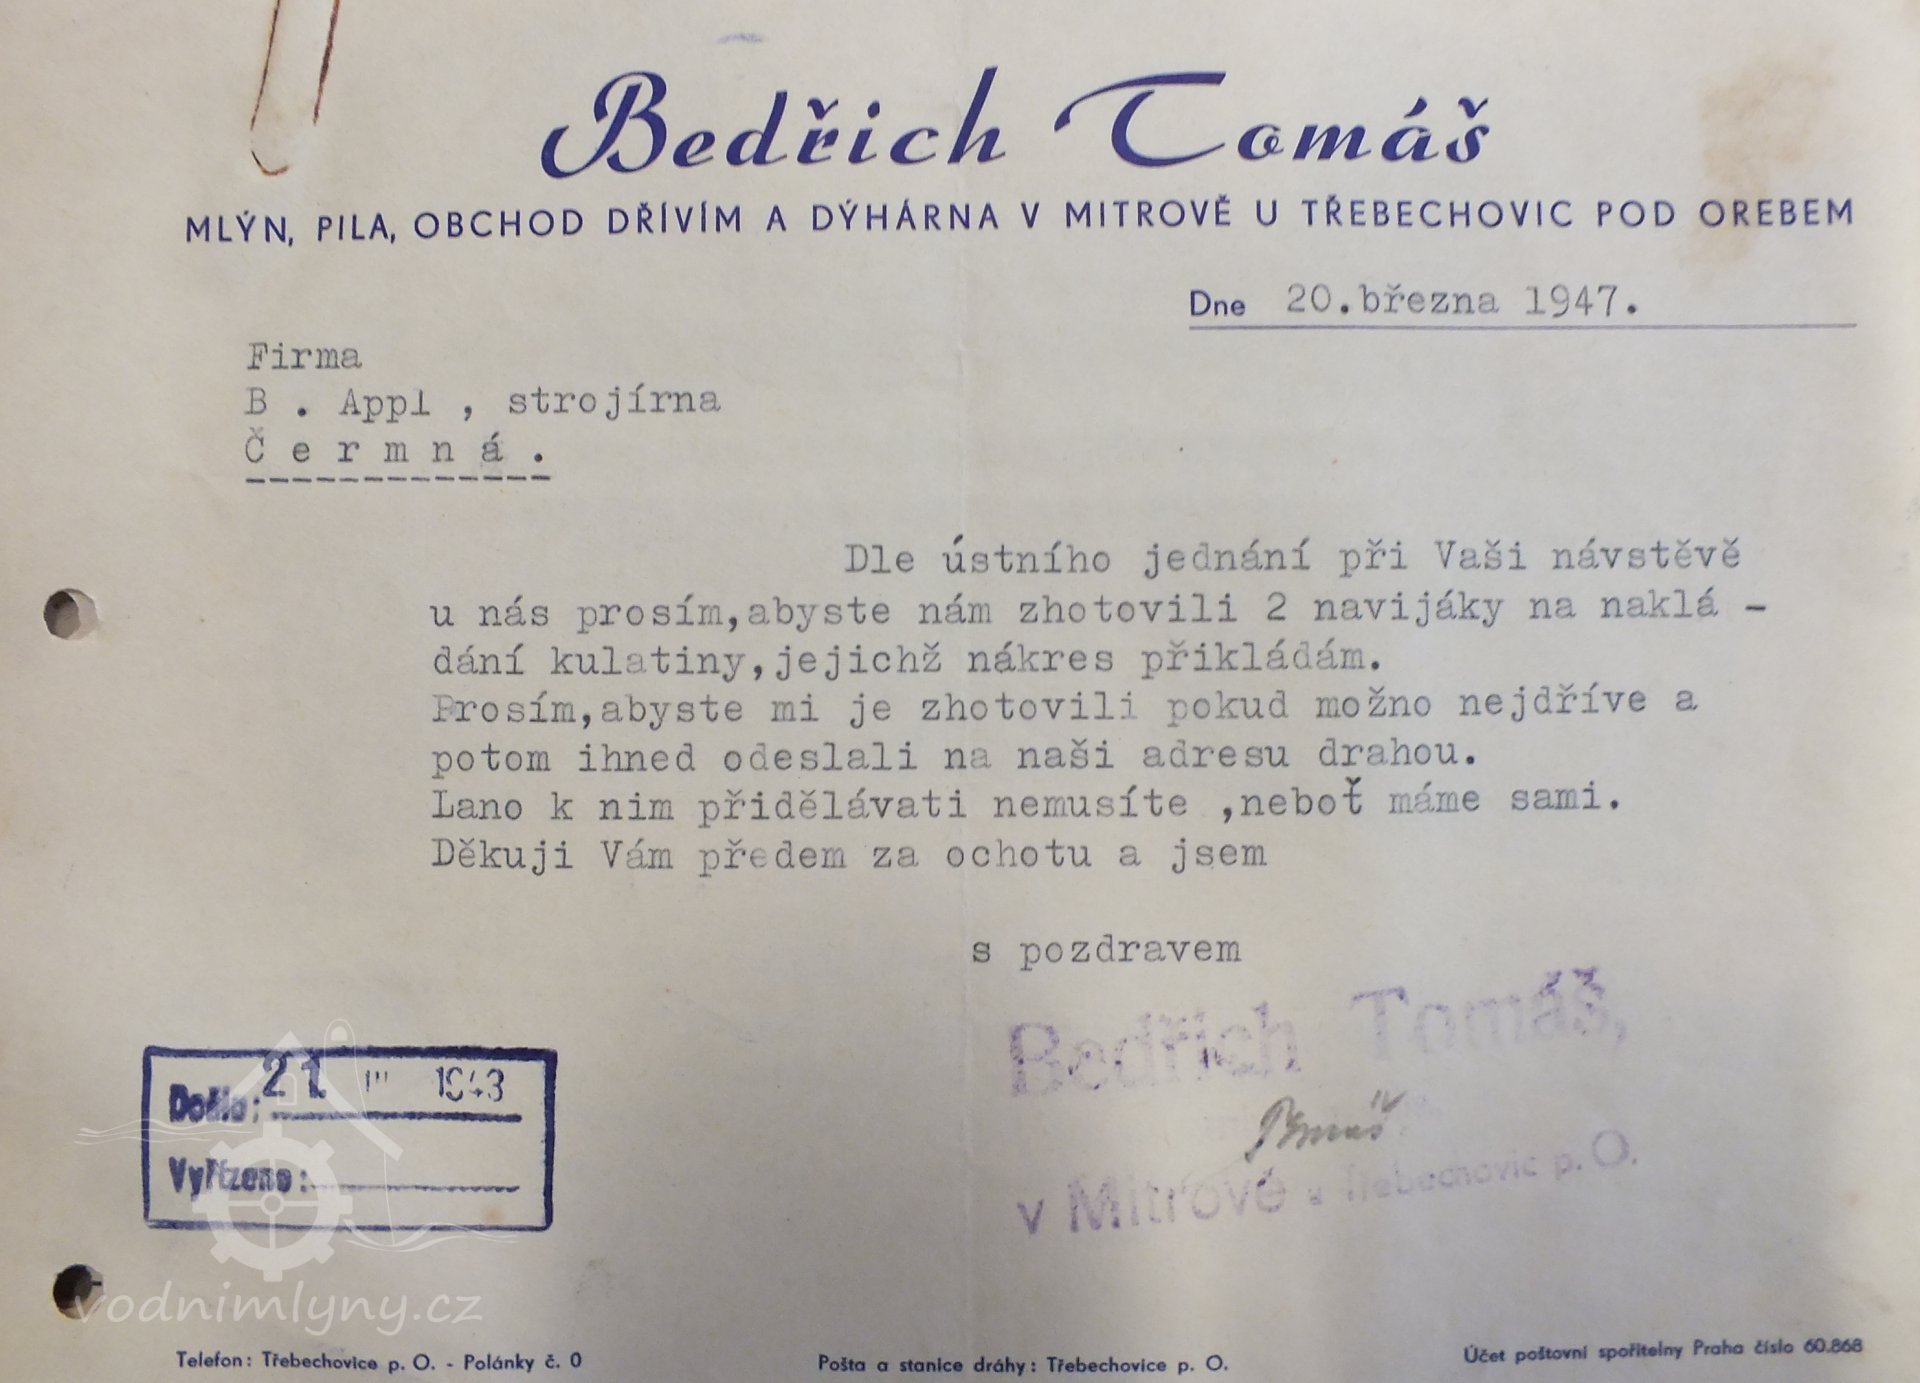 Bedřich Tomáš
MLÝN, PILA, OBCHOD DŘÍVÍM A DÝHÁRNA V MITROVĚ U TŘEBECHOVIC POD OREBEM
Dne 20.března 1947.
Firma
B . Appl , strojírna
Č e r m n á .
Dle ústního jednání při Vaši návstěvě
u nás prosím,abyste nám zhotovili 2 navijáky na naklá -
dání kulatiny,jejichž nákres přikládám.
Prosím,abyste mi je zhotovili pokud možno nejdříve a
potom ihned odeslali na naši adresu drahou.
Lano k nim přidělávati nemusíte ,neboť máme sami.
Děkuji Vám předem za ochotu a jsem
s pozdravem
Bedřich Tomáš,
Tomáš
v Mitrově u Třebechovic p. O.
Došlo: 21 III
Vyřízeno:
vodnimlyny.cz
Telefon: Třebechovice p. O. - Polánky č. 0
Pošta a stanice dráhy: Třebechovice p. O.
Účet poštovní spořitelny Praha číslo 60.868